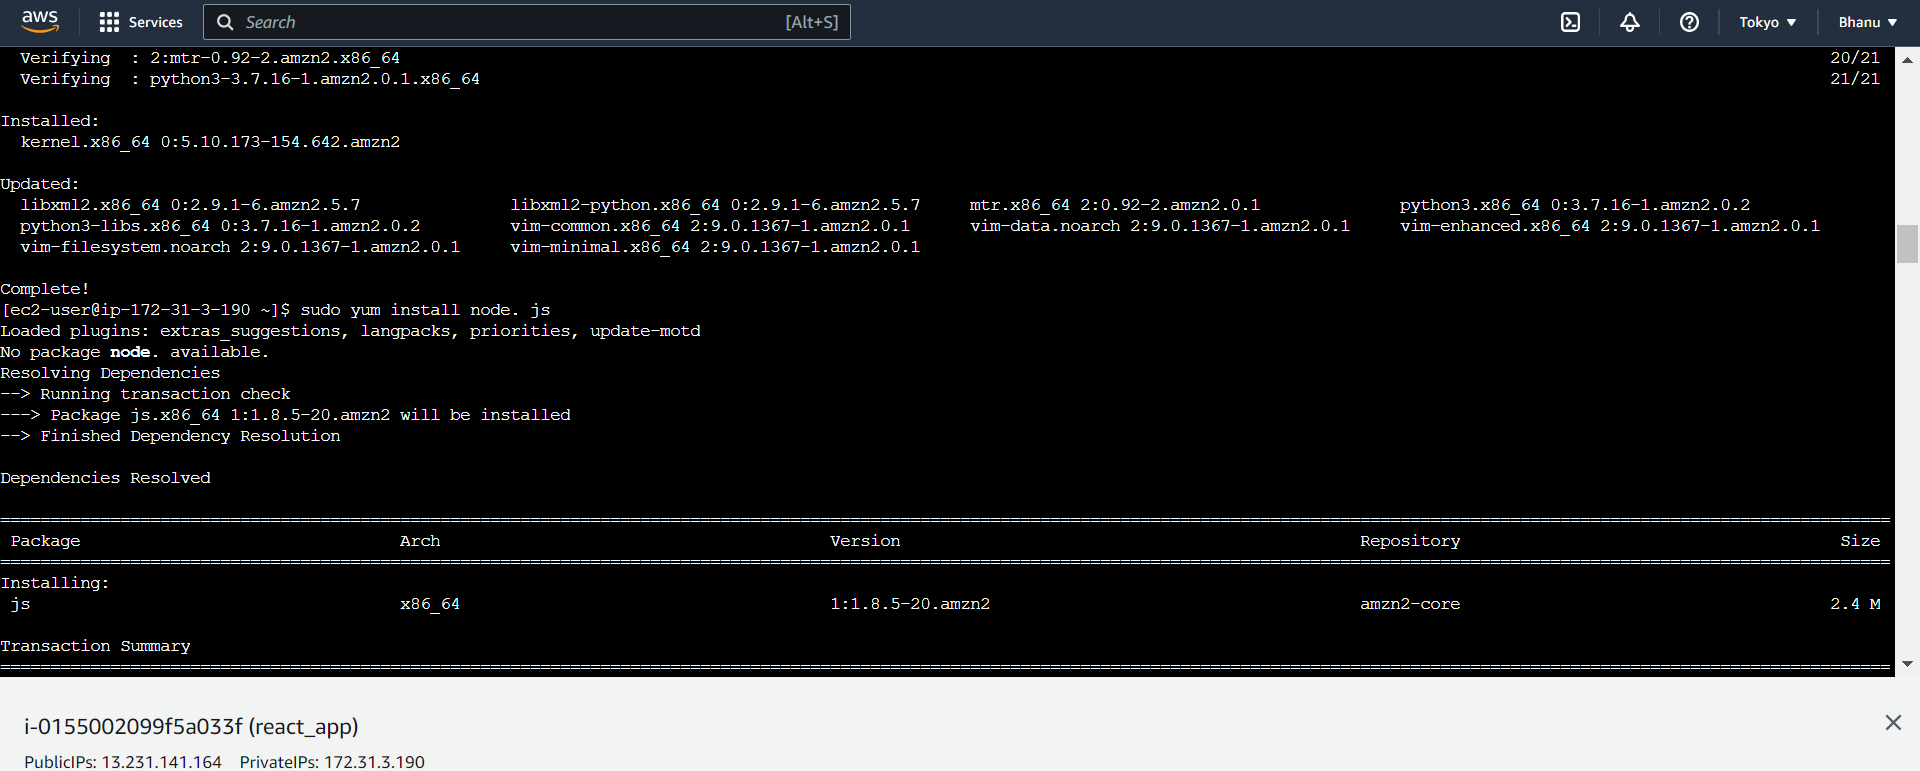 aws Services Search [Alt+S] Tokyo ▼ Bhanu ▼
Verifying : 2:mtr-0.92-2.amzn2.x86_64 20/21
Verifying : python3-3.7.16-1.amzn2.0.1.x86_64 21/21
Installed:
kernel.x86_64 0:5.10.173-154.642.amzn2
Updated:
libxml2.x86_64 0:2.9.1-6.amzn2.5.7 libxml2-python.x86_64 0:2.9.1-6.amzn2.5.7 mtr.x86_64 2:0.92-2.amzn2.0.1 python3.x86_64 0:3.7.16-1.amzn2.0.2
python3-libs.x86_64 0:3.7.16-1.amzn2.0.2 vim-common.x86_64 2:9.0.1367-1.amzn2.0.1 vim-data.noarch 2:9.0.1367-1.amzn2.0.1 vim-enhanced.x86_64 2:9.0.1367-1.amzn2.0.1
vim-filesystem.noarch 2:9.0.1367-1.amzn2.0.1 vim-minimal.x86_64 2:9.0.1367-1.amzn2.0.1
Complete!
[ec2-user@ip-172-31-3-190 ~]$ sudo yum install node. js
Loaded plugins: extras_suggestions, langpacks, priorities, update-motd
No package node. available.
Resolving Dependencies
--> Running transaction check
---> Package js.x86_64 1:1.8.5-20.amzn2 will be installed
--> Finished Dependency Resolution
Dependencies Resolved
Package Arch Version Repository Size
Installing:
js x86_64 1:1.8.5-20.amzn2 amzn2-core 2.4 M
Transaction Summary
i-0155002099f5a033f (react_app)
PublicIPs: 13.231.141.164 PrivateIPs: 172.31.3.190